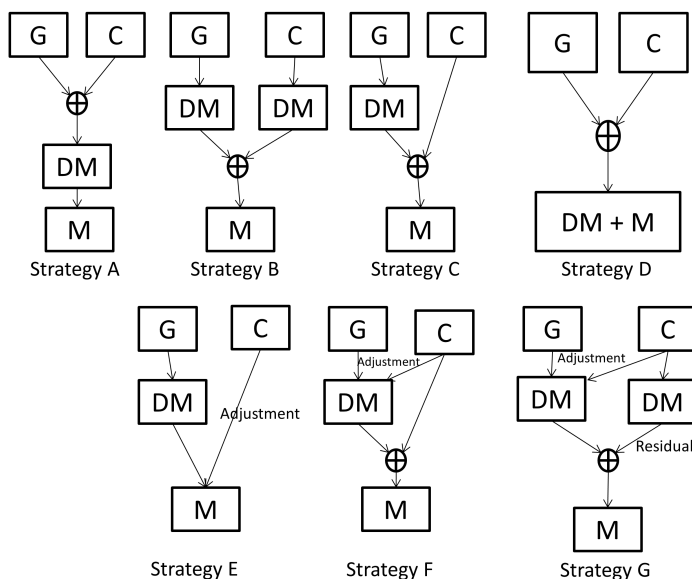 G C G C G C G C
DM DM DM
DM
M M M DM + M
Strategy A Strategy B Strategy C Strategy D
G C G C G C
Adjustment Adjustment
DM DM DM DM
Adjustment
Residual
M M M
Strategy E Strategy F Strategy G